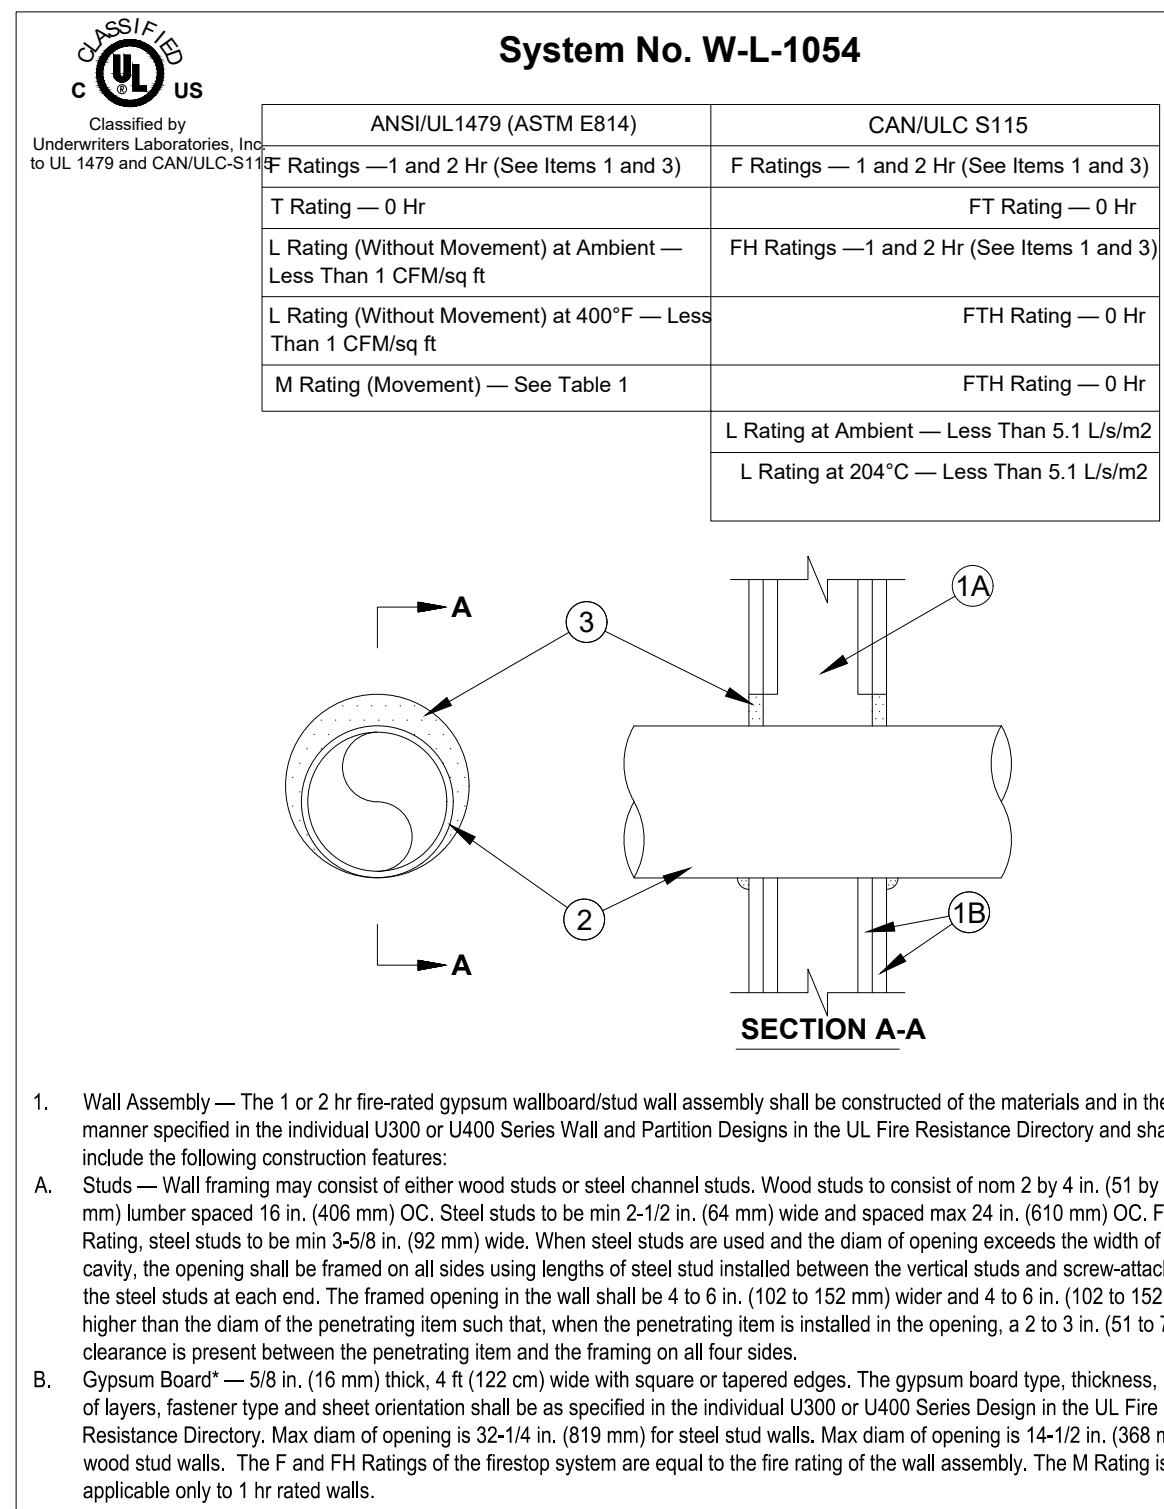 CLASSIFIED
UL
®
C US
Classified by
Underwriters Laboratories, Inc.
to UL 1479 and CAN/ULC-S115
System No. W-L-1054
ANSI/UL1479 (ASTM E814) CAN/ULC S115
F Ratings —1 and 2 Hr (See Items 1 and 3) F Ratings — 1 and 2 Hr (See Items 1 and 3)
T Rating — 0 Hr FT Rating — 0 Hr
L Rating (Without Movement) at Ambient — FH Ratings —1 and 2 Hr (See Items 1 and 3)
Less Than 1 CFM/sq ft
L Rating (Without Movement) at 400°F — Less FTH Rating — 0 Hr
Than 1 CFM/sq ft
M Rating (Movement) — See Table 1 FTH Rating — 0 Hr
L Rating at Ambient — Less Than 5.1 L/s/m2
L Rating at 204°C — Less Than 5.1 L/s/m2
1A
A
3
2
1B
A
SECTION A-A
1. Wall Assembly — The 1 or 2 hr fire-rated gypsum wallboard/stud wall assembly shall be constructed of the materials and in the
manner specified in the individual U300 or U400 Series Wall and Partition Designs in the UL Fire Resistance Directory and sha
include the following construction features:
A. Studs — Wall framing may consist of either wood studs or steel channel studs. Wood studs to consist of nom 2 by 4 in. (51 by
mm) lumber spaced 16 in. (406 mm) OC. Steel studs to be min 2-1/2 in. (64 mm) wide and spaced max 24 in. (610 mm) OC. F
Rating, steel studs to be min 3-5/8 in. (92 mm) wide. When steel studs are used and the diam of opening exceeds the width of
cavity, the opening shall be framed on all sides using lengths of steel stud installed between the vertical studs and screw-attac
the steel studs at each end. The framed opening in the wall shall be 4 to 6 in. (102 to 152 mm) wider and 4 to 6 in. (102 to 152
higher than the diam of the penetrating item such that, when the penetrating item is installed in the opening, a 2 to 3 in. (51 to 7
clearance is present between the penetrating item and the framing on all four sides.
B. Gypsum Board* — 5/8 in. (16 mm) thick, 4 ft (122 cm) wide with square or tapered edges. The gypsum board type, thickness,
of layers, fastener type and sheet orientation shall be as specified in the individual U300 or U400 Series Design in the UL Fire
Resistance Directory. Max diam of opening is 32-1/4 in. (819 mm) for steel stud walls. Max diam of opening is 14-1/2 in. (368 m
wood stud walls. The F and FH Ratings of the firestop system are equal to the fire rating of the wall assembly. The M Rating is
applicable only to 1 hr rated walls.